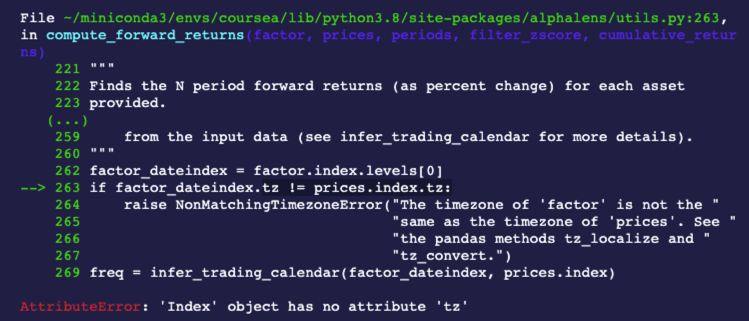 File ~/miniconda3/envs/coursea/lib/python3.8/site-packages/alphalens/utils.py:263,
in compute_forward_returns(factor, prices, periods, filter_zscore, cumulative_retur
ns)
221 """
222 Finds the N period forward returns (as percent change) for each asset
223 provided.
(...)
259     from the input data (see infer_trading_calendar for more details).
260 """
262 factor_dateindex = factor.index.levels[0]
--> 263 if factor_dateindex.tz != prices.index.tz:
264     raise NonMatchingTimezoneError("The timezone of 'factor' is not the "
265                                    "same as the timezone of 'prices'. See "
266                                    "the pandas methods tz_localize and "
267                                    "tz_convert.")
269 freq = infer_trading_calendar(factor_dateindex, prices.index)
AttributeError: 'Index' object has no attribute 'tz'